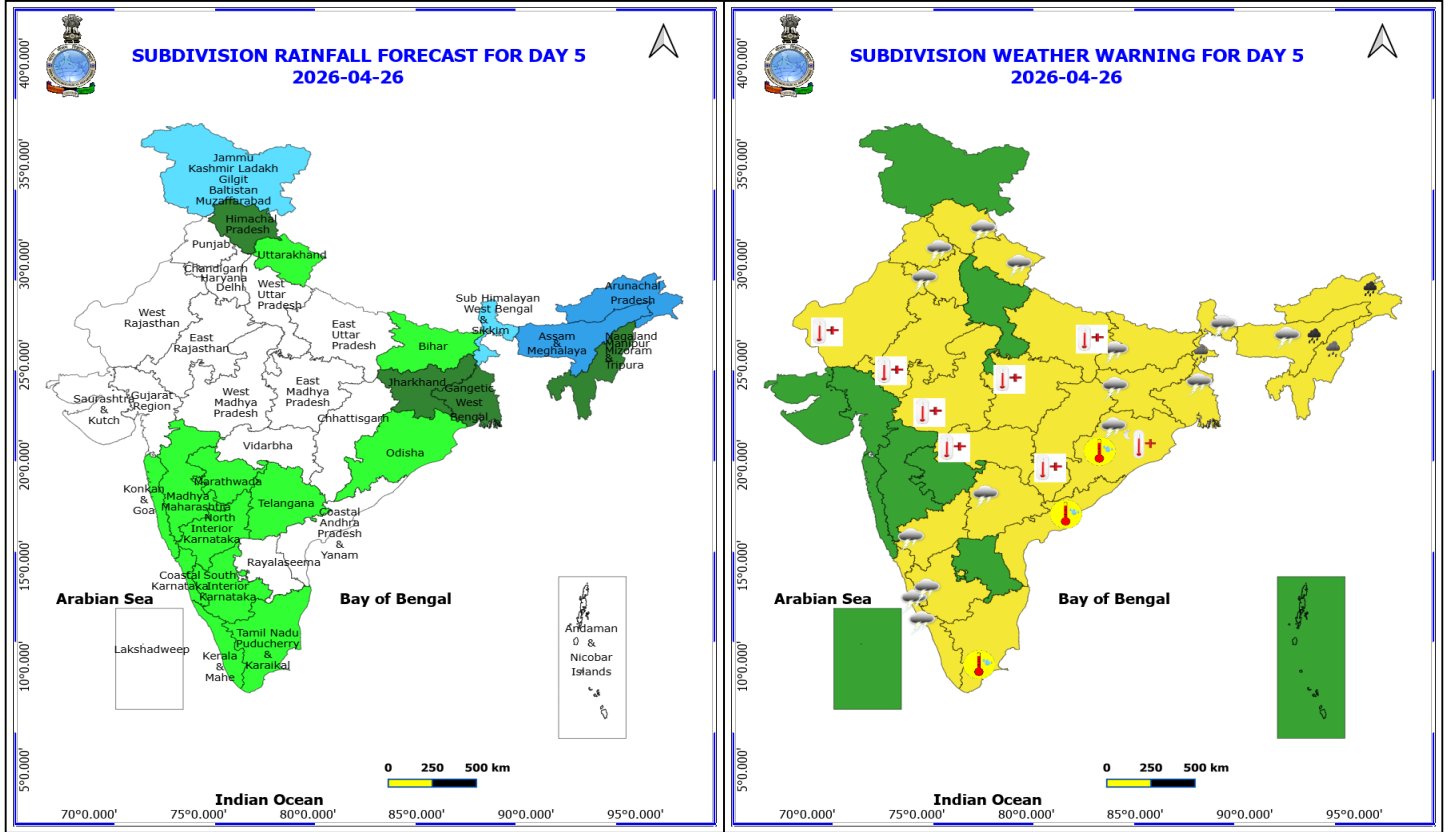 SUBDIVISION RAINFALL FORECAST FOR DAY 5
2026-04-26
40°0.000'
35°0.000'
30°0.000'
25°0.000'
20°0.000'
15°0.000'
10°0.000'
5°0.000'
Jammu
Kashmir Ladakh
Gilgit
Baltistan
Muzaffarabad
Himachal
Pradesh
Punjab
Uttarakhand
Chandigarh
Haryana
Delhi
West
Uttar
Pradesh
West
Rajasthan
East
Rajasthan
East
Uttar
Pradesh
Bihar
Sub Himalayan
West Bengal
&
Sikkim
Arunachal
Pradesh
Assam
&
Meghalaya
Nagaland
Manipur
Mizoram
&
Tripura
Jharkhand
Gangetic
West
Bengal
Saurashtra
&
Kutch
Gujarat
Region
West
Madhya
Pradesh
East
Madhya
Pradesh
Chhattisgarh
Vidarbha
Odisha
Konkan
&
Goa
Madhya
Maharashtra
Marathwada
Telangana
North
Interior
Karnataka
Coastal
Andhra
Pradesh
&
Yanam
Rayalaseema
Coastal
Karnataka
South
Interior
Karnataka
Tamil Nadu
Puducherry
&
Karaikal
Kerala
&
Mahe
Lakshadweep
Andaman
&
Nicobar
Islands
Arabian Sea
Bay of Bengal
Indian Ocean
0 250 500 km
70°0.000' 75°0.000' 80°0.000' 85°0.000' 90°0.000' 95°0.000'
SUBDIVISION WEATHER WARNING FOR DAY 5
2026-04-26
40°0.000'
35°0.000'
30°0.000'
25°0.000'
20°0.000'
15°0.000'
10°0.000'
5°0.000'
Arabian Sea
Bay of Bengal
Indian Ocean
0 250 500 km
70°0.000' 75°0.000' 80°0.000' 85°0.000' 90°0.000' 95°0.000'